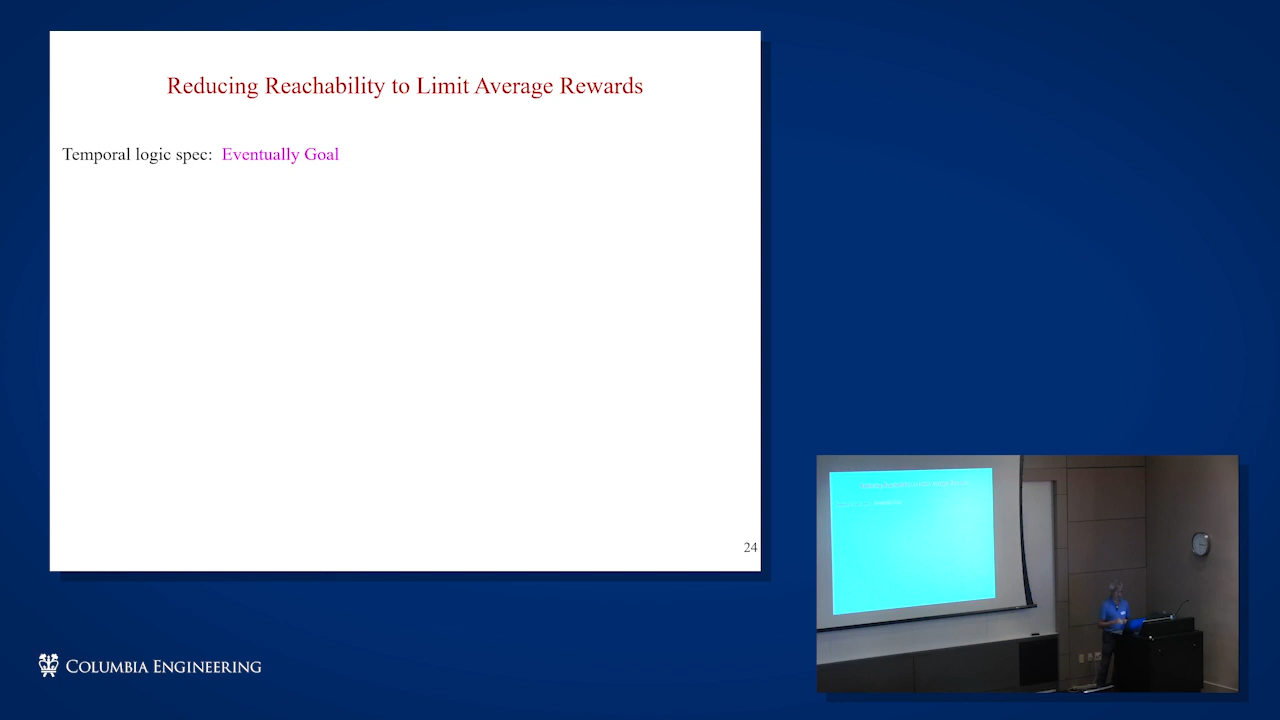 Reducing Reachability to Limit Average Rewards
Temporal logic spec: Eventually Goal
24
COLUMBIA ENGINEERING